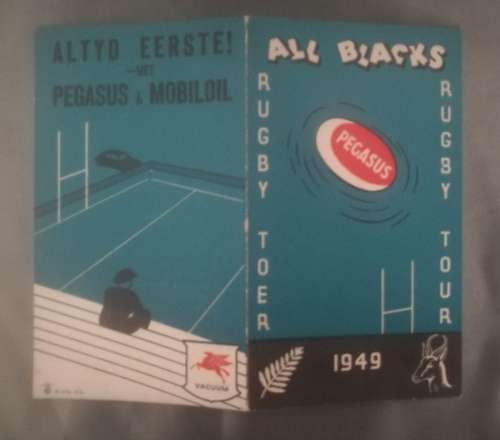 ALTYD EERSTE!
—MET
PEGASUS & MOBILOIL
VACUUM
ALL BLACKS
RUGBY TOER
PEGASUS
RUGBY TOUR
1949